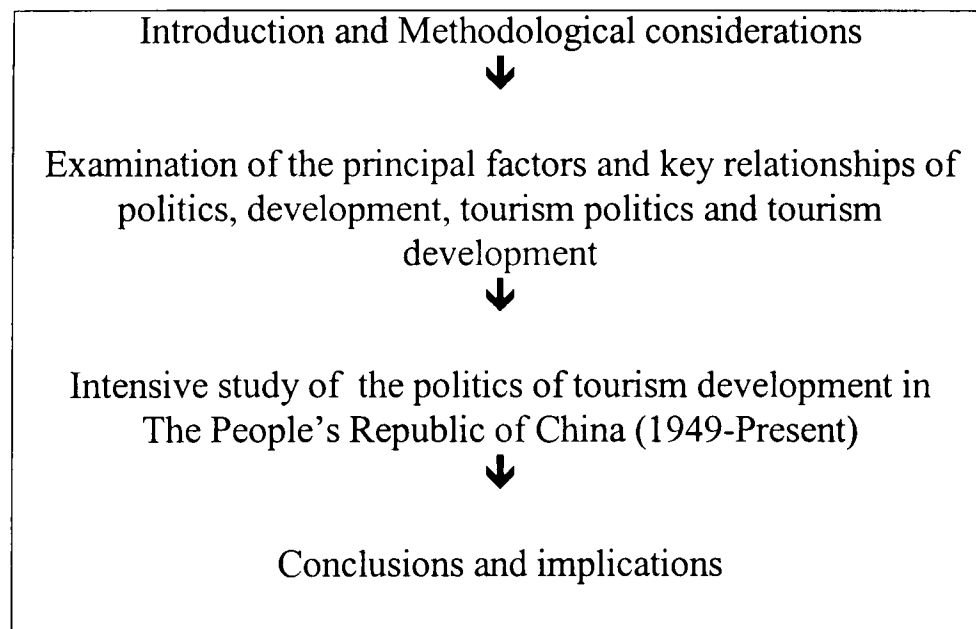 Introduction and Methodological considerations
↓
Examination of the principal factors and key relationships of
politics, development, tourism politics and tourism
development
↓
Intensive study of the politics of tourism development in
The People's Republic of China (1949-Present)
↓
Conclusions and implications